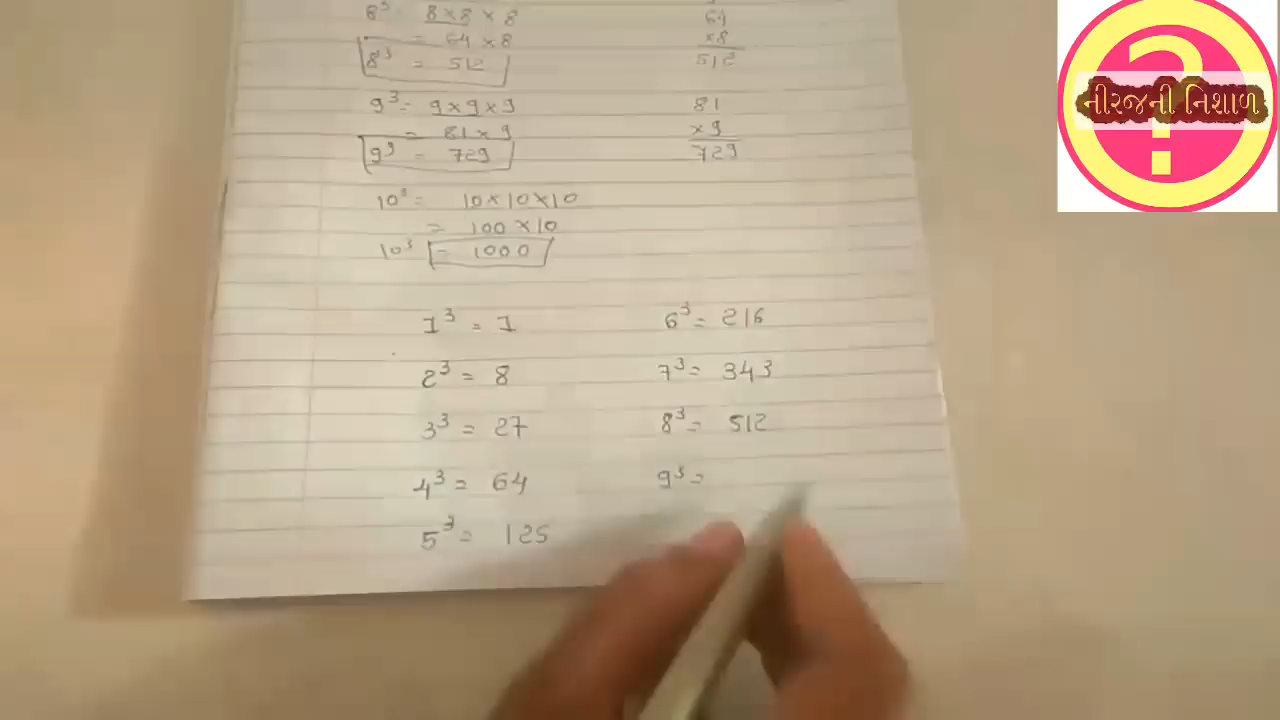 8³ = 8 × 8 × 8
= 64 × 8
8³ = 512
64
×8
512
9³ = 9 × 9 × 9
= 81 × 9
9³ = 729
81
× 9
729
10³ = 10 × 10 × 10
= 100 × 10
10³ = 1000
1³ = 1
2³ = 8
3³ = 27
4³ = 64
5³ = 125
6³ = 216
7³ = 343
8³ = 512
9³ =
?
નીરજની નિશાળ